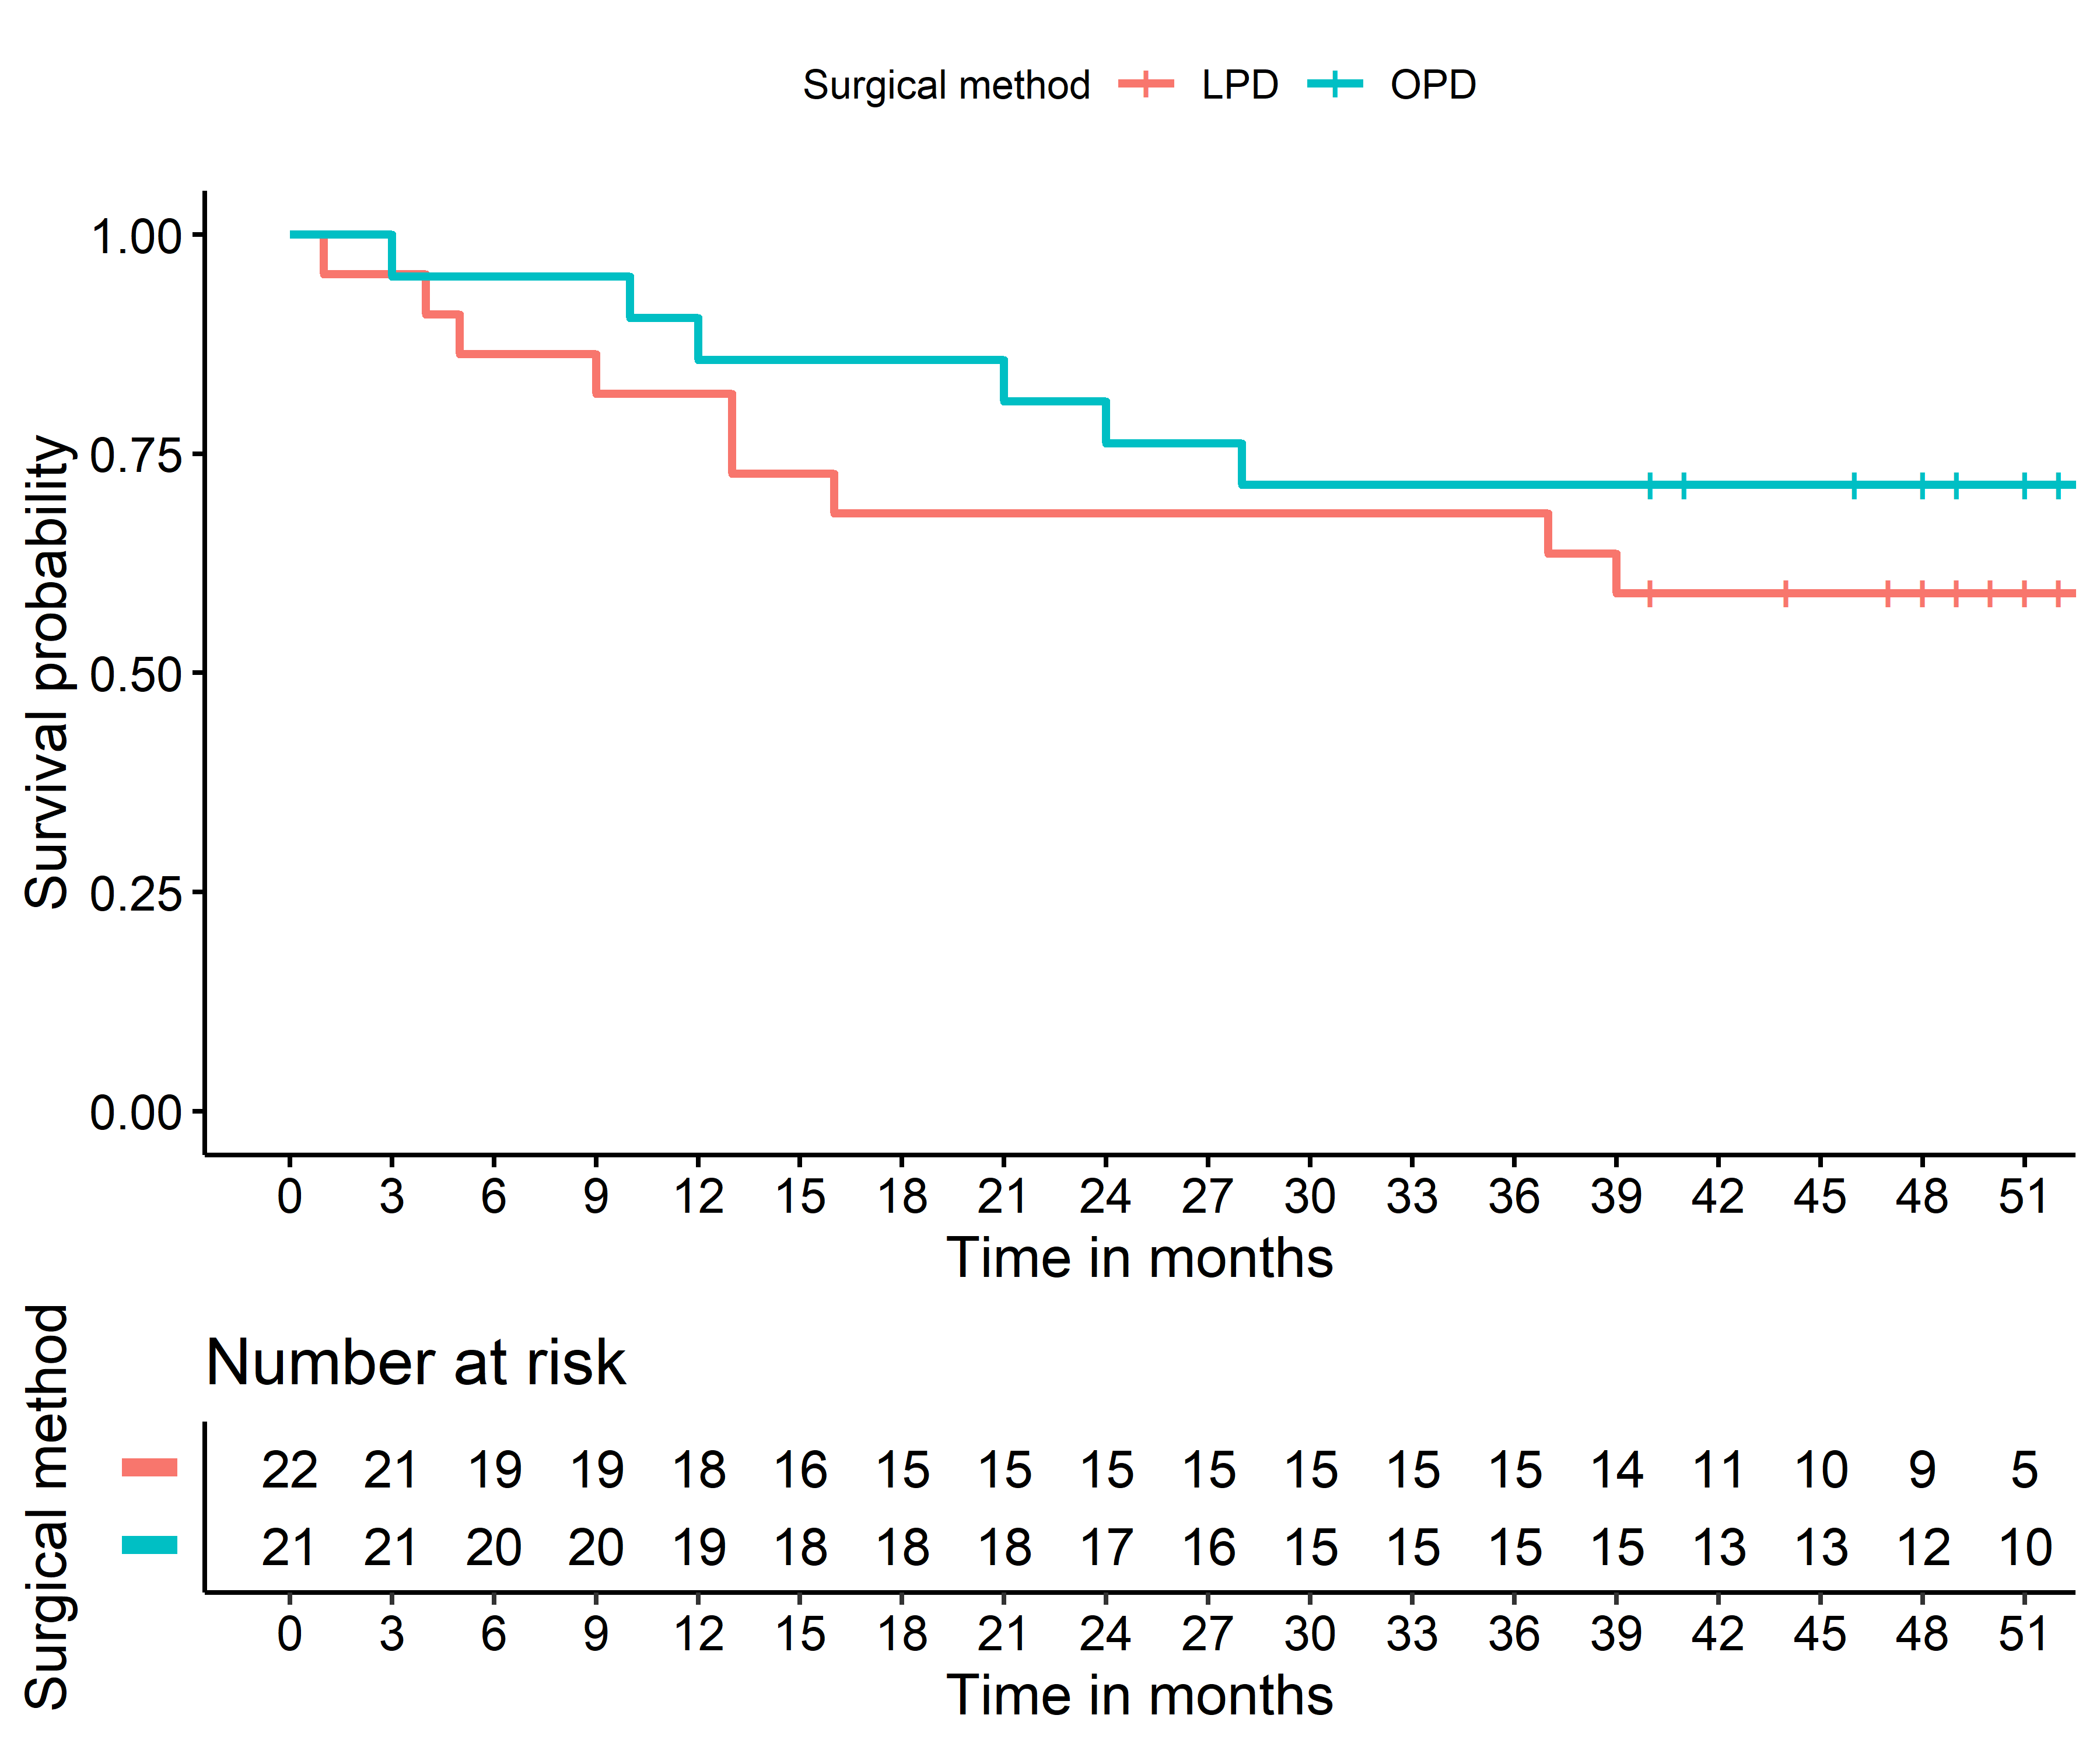 Surgical method LPD OPD
1.00
0.75
0.50
0.25
0.00
Survival probability
0 3 6 9 12 15 18 21 24 27 30 33 36 39 42 45 48 51
Time in months
Number at risk
Surgical method
22 21 19 19 18 16 15 15 15 15 15 15 15 14 11 10 9 5
21 21 20 20 19 18 18 18 17 16 15 15 15 15 13 13 12 10
0 3 6 9 12 15 18 21 24 27 30 33 36 39 42 45 48 51
Time in months